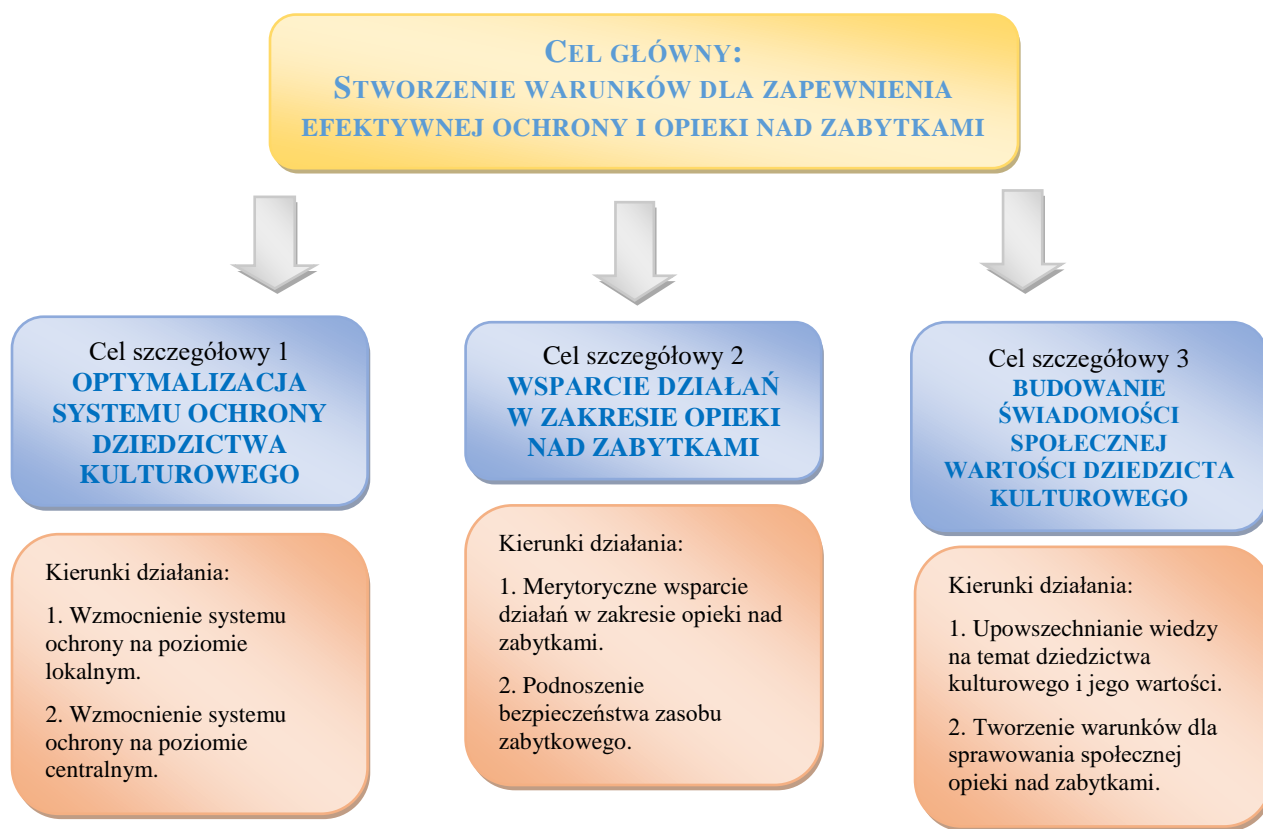 CEL GŁÓWNY:
STWORZENIE WARUNKÓW DLA ZAPEWNIENIA
EFEKTYWNEJ OCHRONY I OPIEKI NAD ZABYTKAMI
Cel szczegółowy 1
OPTYMALIZACJA
SYSTEMU OCHRONY
DZIEDZICTWA
KULTUROWEGO
Kierunki działania:
1. Wzmocnienie systemu
ochrony na poziomie
lokalnym.
2. Wzmocnienie systemu
ochrony na poziomie
centralnym.
Cel szczegółowy 2
WSPARCIE DZIAŁAŃ
W ZAKRESIE OPIEKI
NAD ZABYTKAMI
Kierunki działania:
1. Merytoryczne wsparcie
działań w zakresie opieki nad
zabytkami.
2. Podnoszenie
bezpieczeństwa zasobu
zabytkowego.
Cel szczegółowy 3
BUDOWANIE
ŚWIADOMOŚCI
SPOŁECZNEJ
WARTOŚCI DZIEDZICTA
KULTUROWEGO
Kierunki działania:
1. Upowszechnianie wiedzy
na temat dziedzictwa
kulturowego i jego wartości.
2. Tworzenie warunków dla
sprawowania społecznej
opieki nad zabytkami.